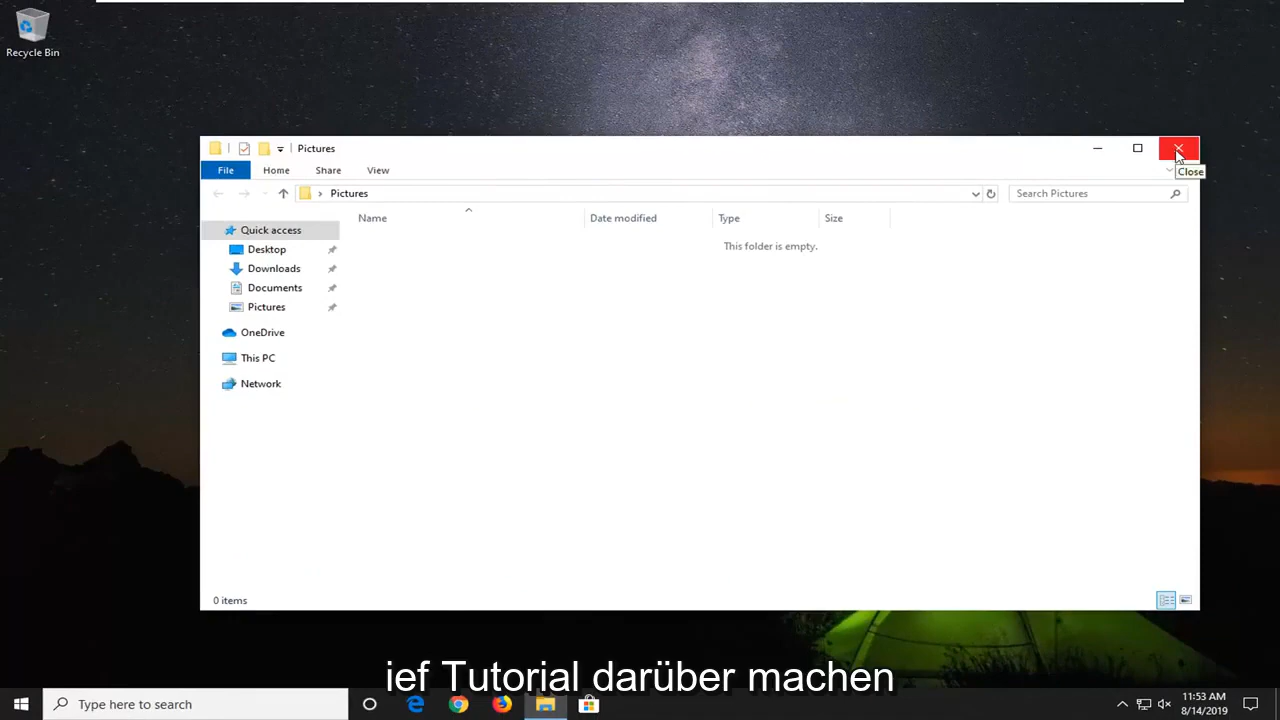 Recycle Bin
Pictures
Close
File Home Share View
Pictures
Search Pictures
Name Date modified Type Size
This folder is empty.
Quick access
Desktop
Downloads
Documents
Pictures
OneDrive
This PC
Network
0 items
ief Tutorial darüber machen
Type here to search
11:53 AM
8/14/2019